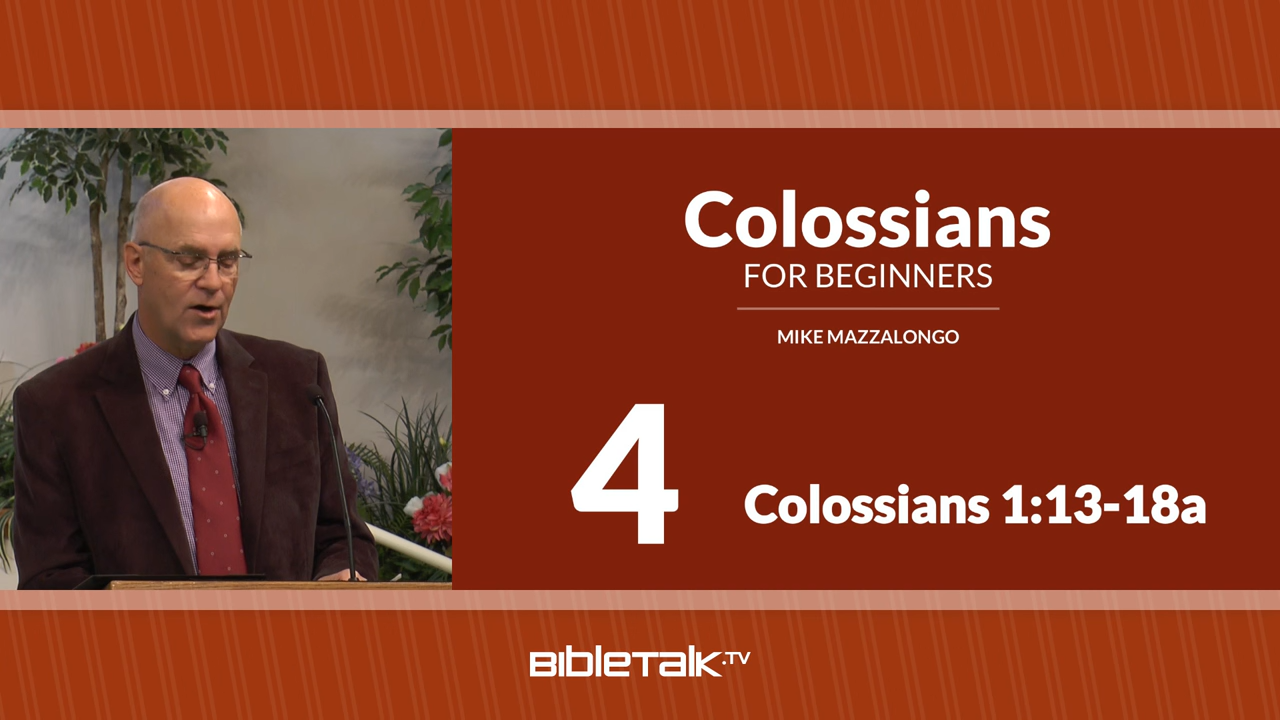 Colossians
FOR BEGINNERS
MIKE MAZZALONGO
4
Colossians 1:13-18a
BIBLETALK.TV